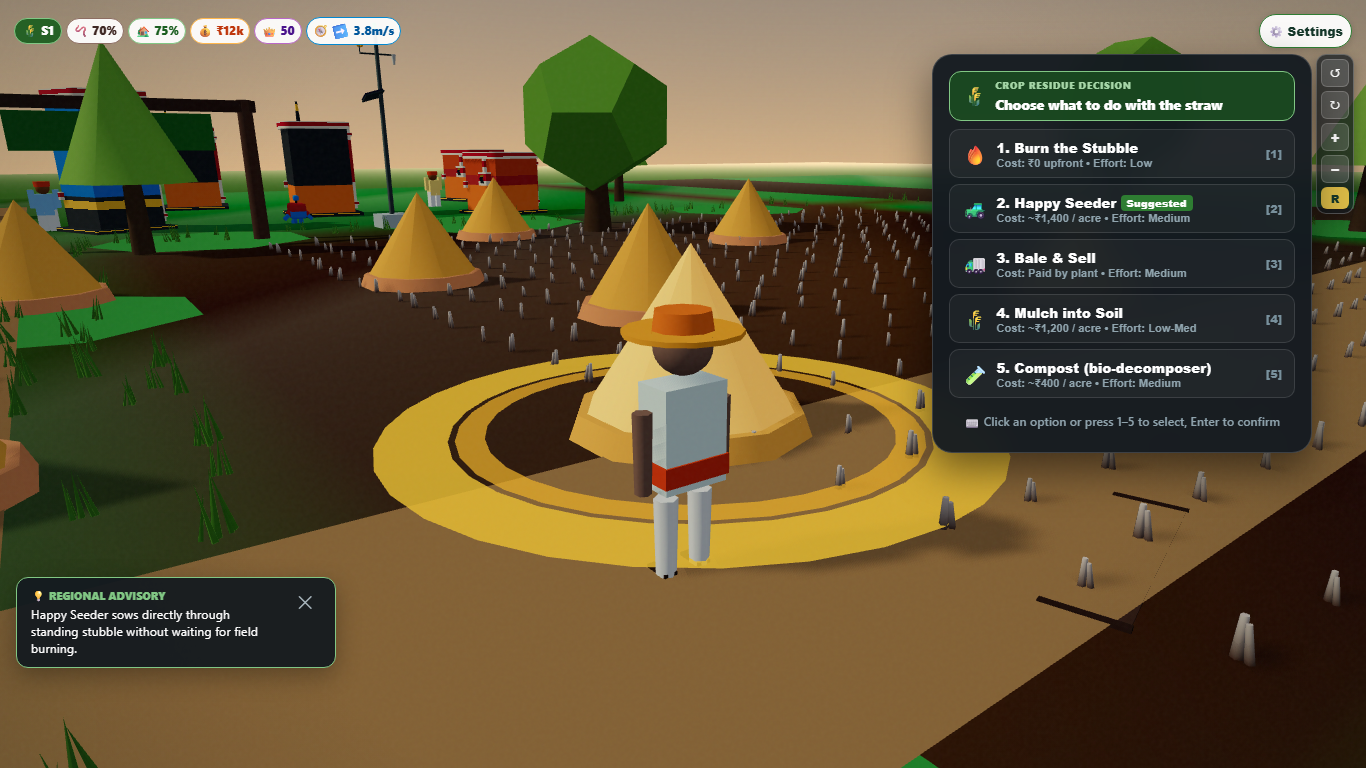 S1 70% 75% ₹12k 50 3.8m/s
Settings
CROP RESIDUE DECISION
Choose what to do with the straw
1. Burn the Stubble
Cost: ₹0 upfront • Effort: Low
[1]
2. Happy Seeder Suggested
Cost: ~₹1,400 / acre • Effort: Medium
[2]
3. Bale & Sell
Cost: Paid by plant • Effort: Medium
[3]
4. Mulch into Soil
Cost: ~₹1,200 / acre • Effort: Low-Med
[4]
5. Compost (bio-decomposer)
Cost: ~₹400 / acre • Effort: Medium
[5]
Click an option or press 1–5 to select, Enter to confirm
↺
↻
+
−
R
REGIONAL ADVISORY
Happy Seeder sows directly through
standing stubble without waiting for field
burning.